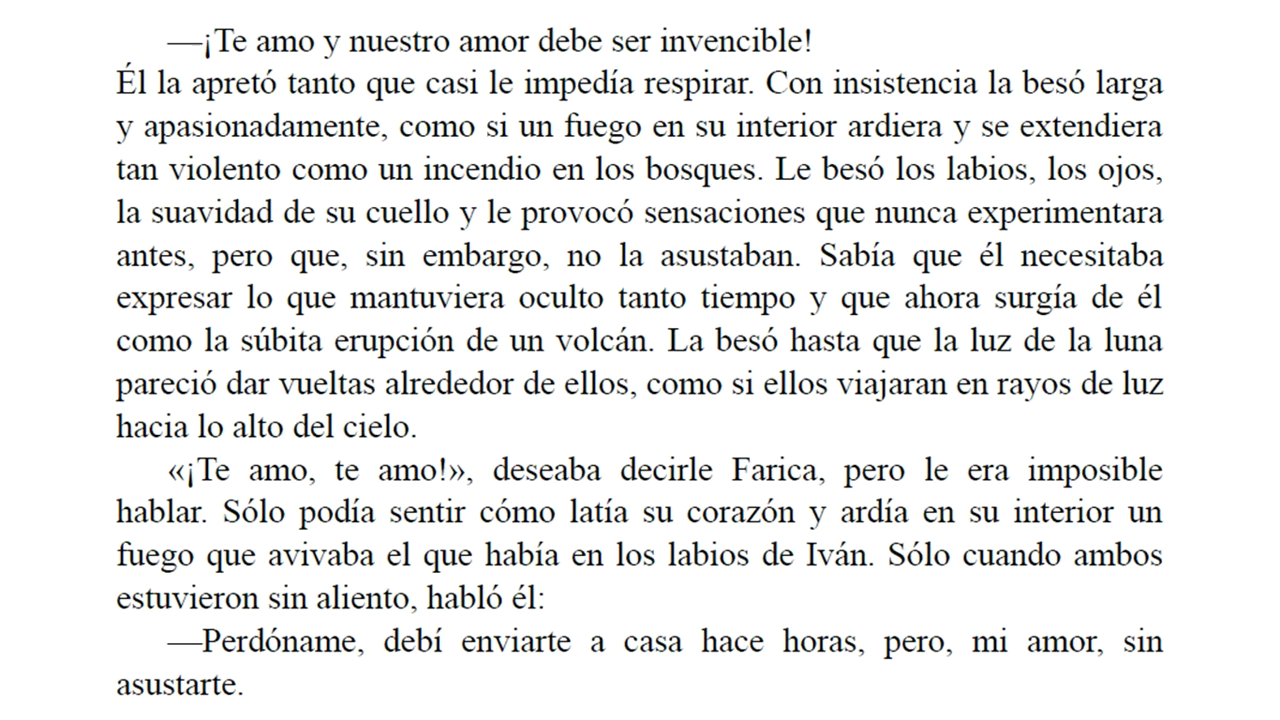 —¡Te amo y nuestro amor debe ser invencible!
Él la apretó tanto que casi le impedía respirar. Con insistencia la besó larga
y apasionadamente, como si un fuego en su interior ardiera y se extendiera
tan violento como un incendio en los bosques. Le besó los labios, los ojos,
la suavidad de su cuello y le provocó sensaciones que nunca experimentara
antes, pero que, sin embargo, no la asustaban. Sabía que él necesitaba
expresar lo que mantuviera oculto tanto tiempo y que ahora surgía de él
como la súbita erupción de un volcán. La besó hasta que la luz de la luna
pareció dar vueltas alrededor de ellos, como si ellos viajaran en rayos de luz
hacia lo alto del cielo.
«¡Te amo, te amo!», deseaba decirle Farica, pero le era imposible
hablar. Sólo podía sentir cómo latía su corazón y ardía en su interior un
fuego que avivaba el que había en los labios de Iván. Sólo cuando ambos
estuvieron sin aliento, habló él:
—Perdóname, debí enviarte a casa hace horas, pero, mi amor, sin
asustarte.